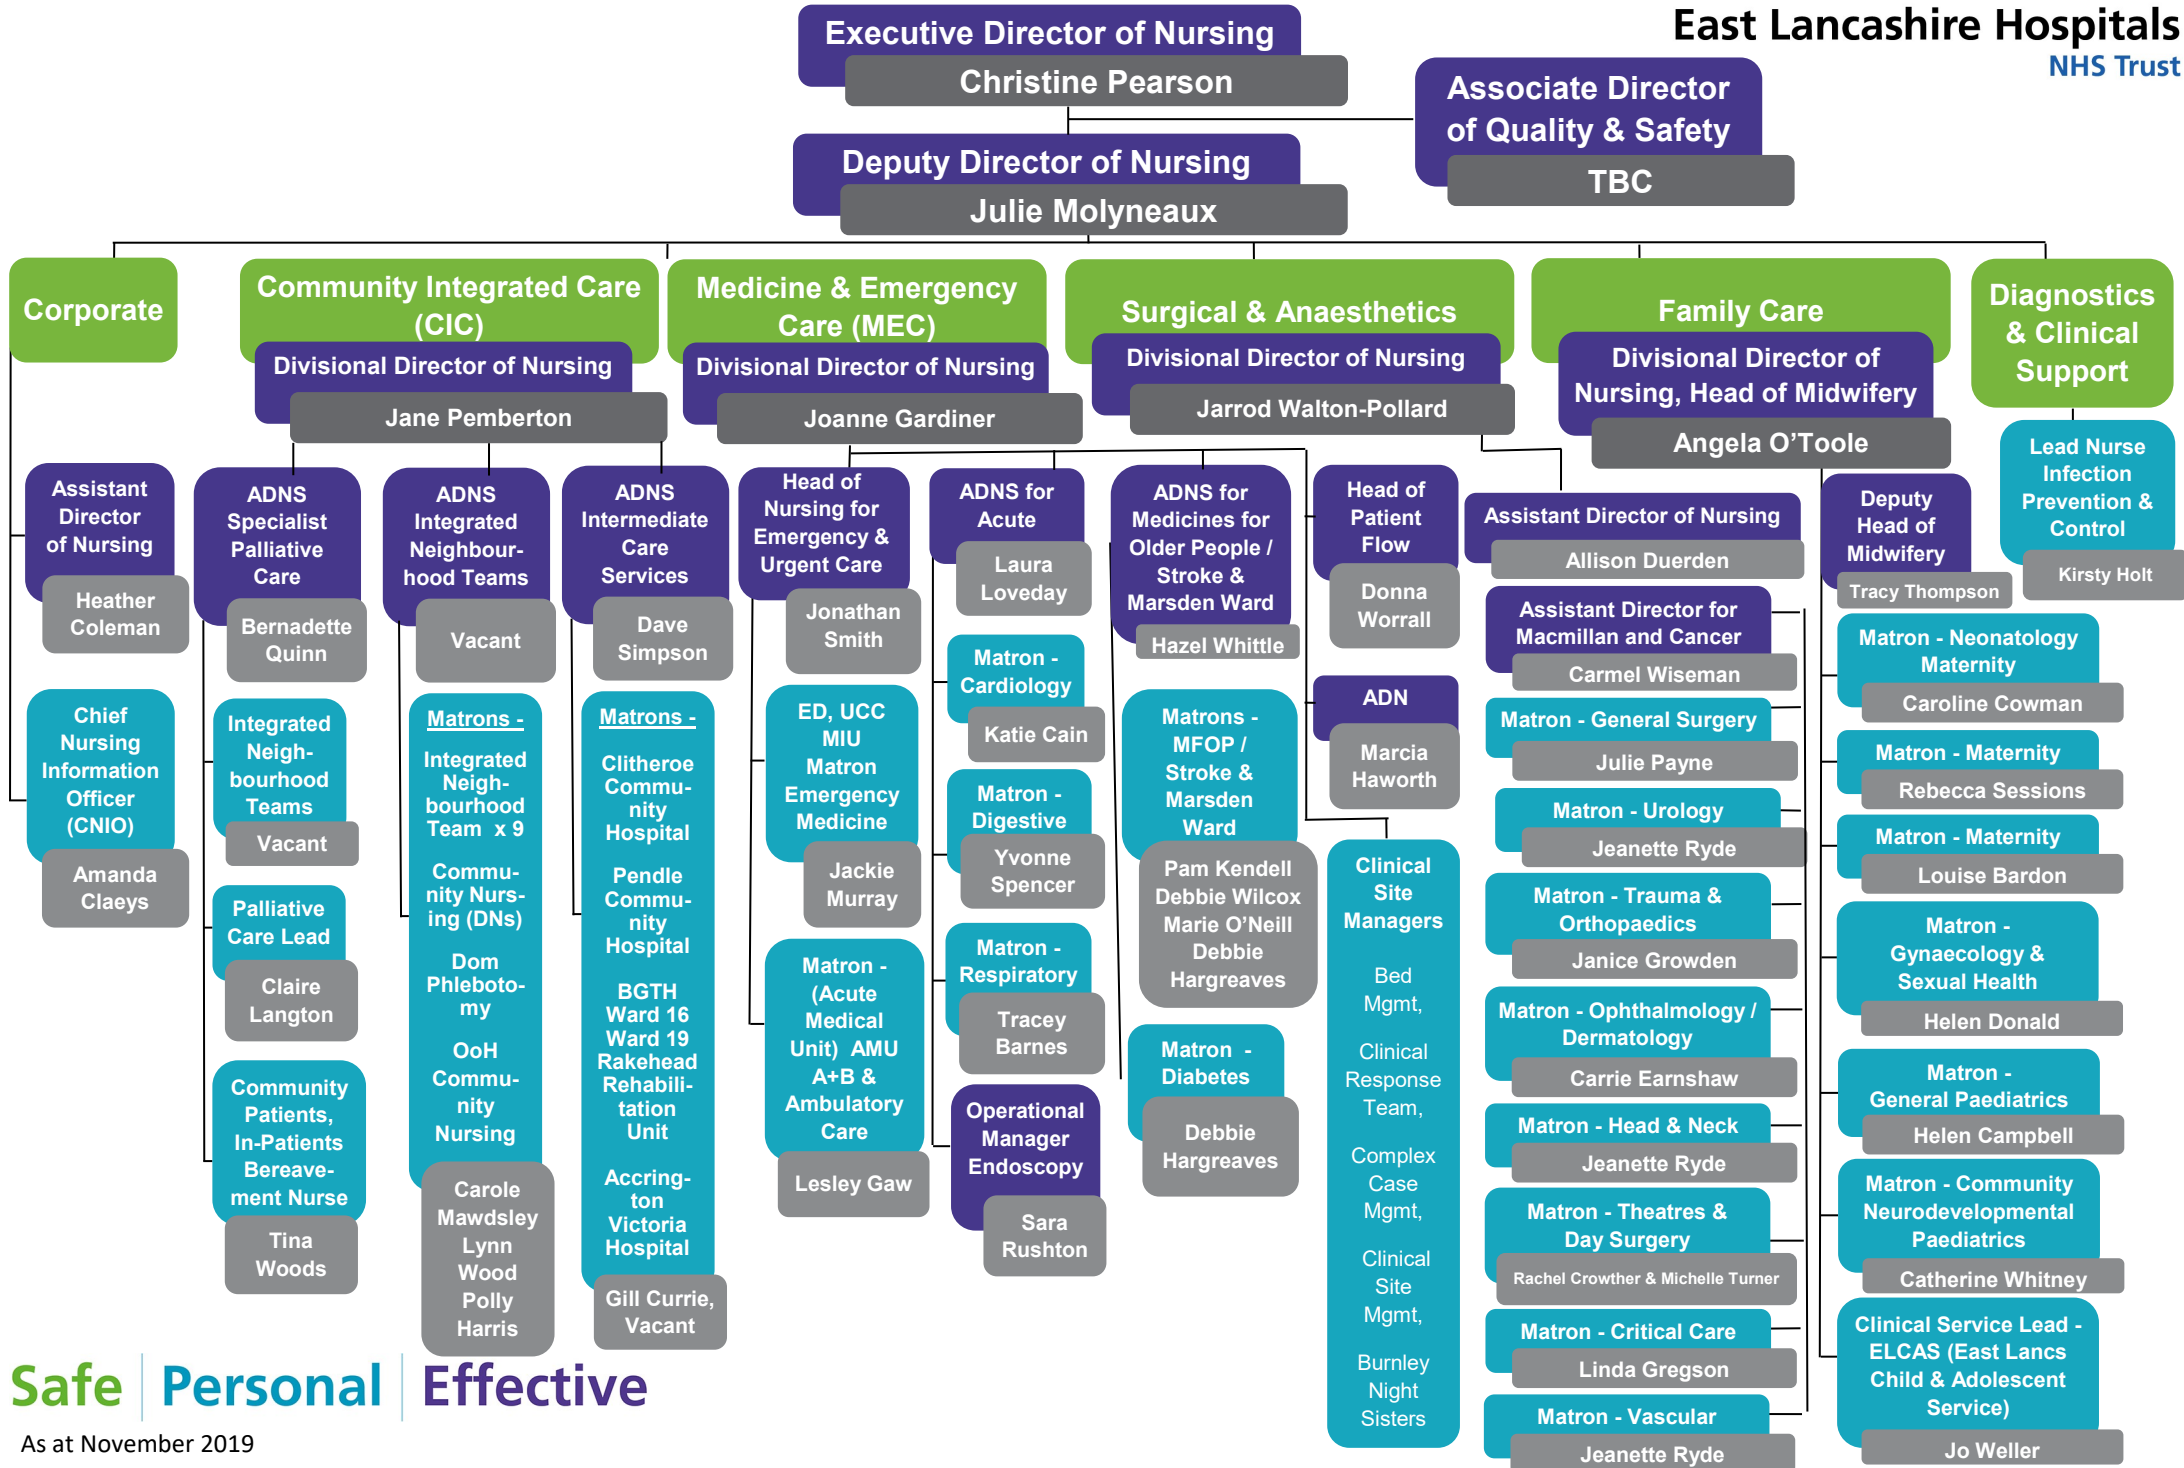 East Lancashire Hospitals
NHS Trust
Executive Director of Nursing
Christine Pearson
Associate Director
of Quality & Safety
TBC
Deputy Director of Nursing
Julie Molyneaux
Corporate
Assistant
Director
of Nursing
Heather
Coleman
Chief
Nursing
Information
Officer
(CNIO)
Amanda
Claeys
Community Integrated Care
(CIC)
Divisional Director of Nursing
Jane Pemberton
ADNS
Specialist
Palliative
Care
Bernadette
Quinn
Integrated
Neigh-
bourhood
Teams
Vacant
Palliative
Care Lead
Claire
Langton
Community
Patients,
In-Patients
Bereave-
ment Nurse
Tina
Woods
ADNS
Integrated
Neighbour-
hood Teams
Vacant
Matrons -
Integrated
Neigh-
bourhood
Team x 9
Commu-
nity Nurs-
ing (DNs)
Dom
Phleboto-
my
OoH
Commu-
nity
Nursing
Carole
Mawdsley
Lynn
Wood
Polly
Harris
ADNS
Intermediate
Care
Services
Dave
Simpson
Matrons -
Clitheroe
Commu-
nity
Hospital
Pendle
Commu-
nity
Hospital
BGTH
Ward 16
Ward 19
Rakehead
Rehabili-
tation
Unit
Accring-
ton
Victoria
Hospital
Gill Currie,
Vacant
Medicine & Emergency
Care (MEC)
Divisional Director of Nursing
Joanne Gardiner
Head of
Nursing for
Emergency &
Urgent Care
Jonathan
Smith
ED, UCC
MIU
Matron
Emergency
Medicine
Jackie
Murray
Matron -
(Acute
Medical
Unit) AMU
A+B &
Ambulatory
Care
Lesley Gaw
ADNS for
Acute
Laura
Loveday
Matron -
Cardiology
Katie Cain
Matron -
Digestive
Yvonne
Spencer
Matron -
Respiratory
Tracey
Barnes
Operational
Manager
Endoscopy
Sara
Rushton
ADNS for
Medicines for
Older People /
Stroke &
Marsden Ward
Hazel Whittle
Matrons -
MFOP /
Stroke &
Marsden
Ward
Pam Kendell
Debbie Wilcox
Marie O’Neill
Debbie
Hargreaves
Matron -
Diabetes
Debbie
Hargreaves
Head of
Patient
Flow
Donna
Worrall
ADN
Marcia
Haworth
Clinical
Site
Managers
Bed
Mgmt,
Clinical
Response
Team,
Complex
Case
Mgmt,
Clinical
Site
Mgmt,
Burnley
Night
Sisters
Surgical & Anaesthetics
Divisional Director of Nursing
Jarrod Walton-Pollard
Assistant Director of Nursing
Allison Duerden
Assistant Director for
Macmillan and Cancer
Carmel Wiseman
Matron - General Surgery
Julie Payne
Matron - Urology
Jeanette Ryde
Matron - Trauma &
Orthopaedics
Janice Growden
Matron - Ophthalmology /
Dermatology
Carrie Earnshaw
Matron - Head & Neck
Jeanette Ryde
Matron - Theatres &
Day Surgery
Rachel Crowther & Michelle Turner
Matron - Critical Care
Linda Gregson
Matron - Vascular
Jeanette Ryde
Family Care
Divisional Director of
Nursing, Head of Midwifery
Angela O’Toole
Deputy
Head of
Midwifery
Tracy Thompson
Matron - Neonatology
Maternity
Caroline Cowman
Matron - Maternity
Rebecca Sessions
Matron - Maternity
Louise Bardon
Matron -
Gynaecology &
Sexual Health
Helen Donald
Matron -
General Paediatrics
Helen Campbell
Matron - Community
Neurodevelopmental
Paediatrics
Catherine Whitney
Clinical Service Lead -
ELCAS (East Lancs
Child & Adolescent
Service)
Jo Weller
Diagnostics
& Clinical
Support
Lead Nurse
Infection
Prevention &
Control
Kirsty Holt
Safe Personal Effective
As at November 2019